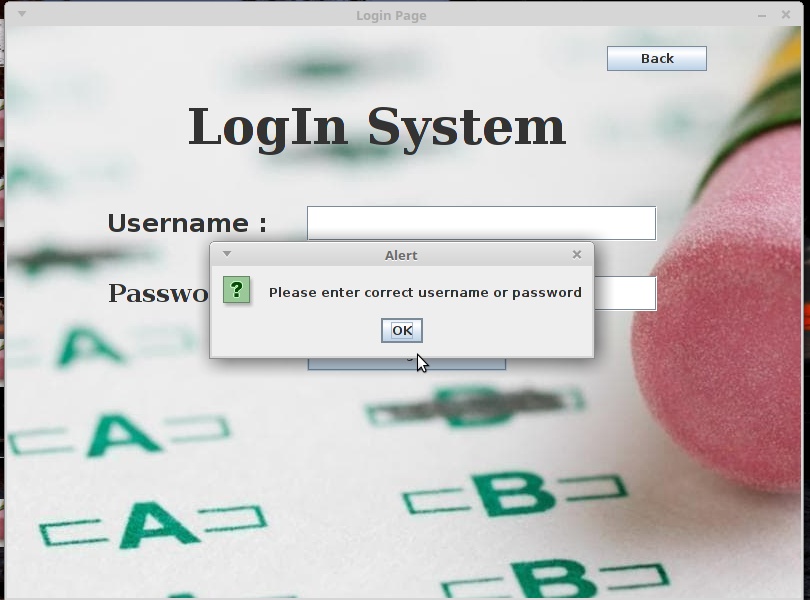 Login Page
Back
LogIn System
Username :
Alert
Passwo
? Please enter correct username or password
OK
A
B
A
B
A
B